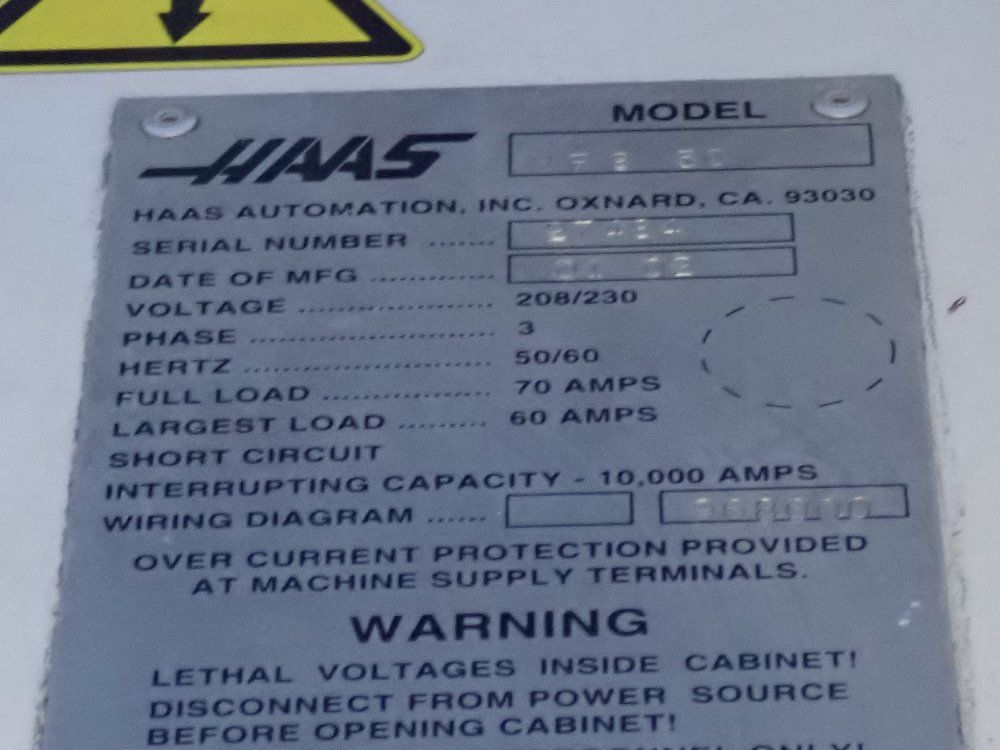 MODEL
HAAS
HAAS AUTOMATION, INC. OXNARD, CA. 93030
SERIAL NUMBER .......
DATE OF MFG .............
VOLTAGE ....................
208/230
PHASE .........................
3
HERTZ .........................
50/60
FULL LOAD .................
70 AMPS
LARGEST LOAD .........
60 AMPS
SHORT CIRCUIT
INTERRUPTING CAPACITY - 10,000 AMPS
WIRING DIAGRAM ......
OVER CURRENT PROTECTION PROVIDED
AT MACHINE SUPPLY TERMINALS.
WARNING
LETHAL VOLTAGES INSIDE CABINET!
DISCONNECT FROM POWER SOURCE
BEFORE OPENING CABINET!
ONLY!